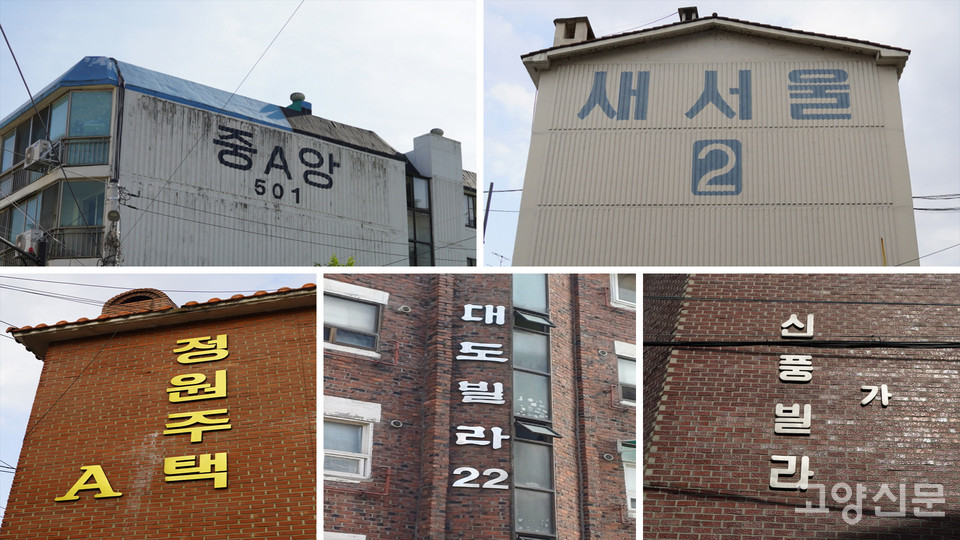 중A앙
501
새서울
2
정원주택
A
대도빌라
22
신풍빌라
가
고양신문